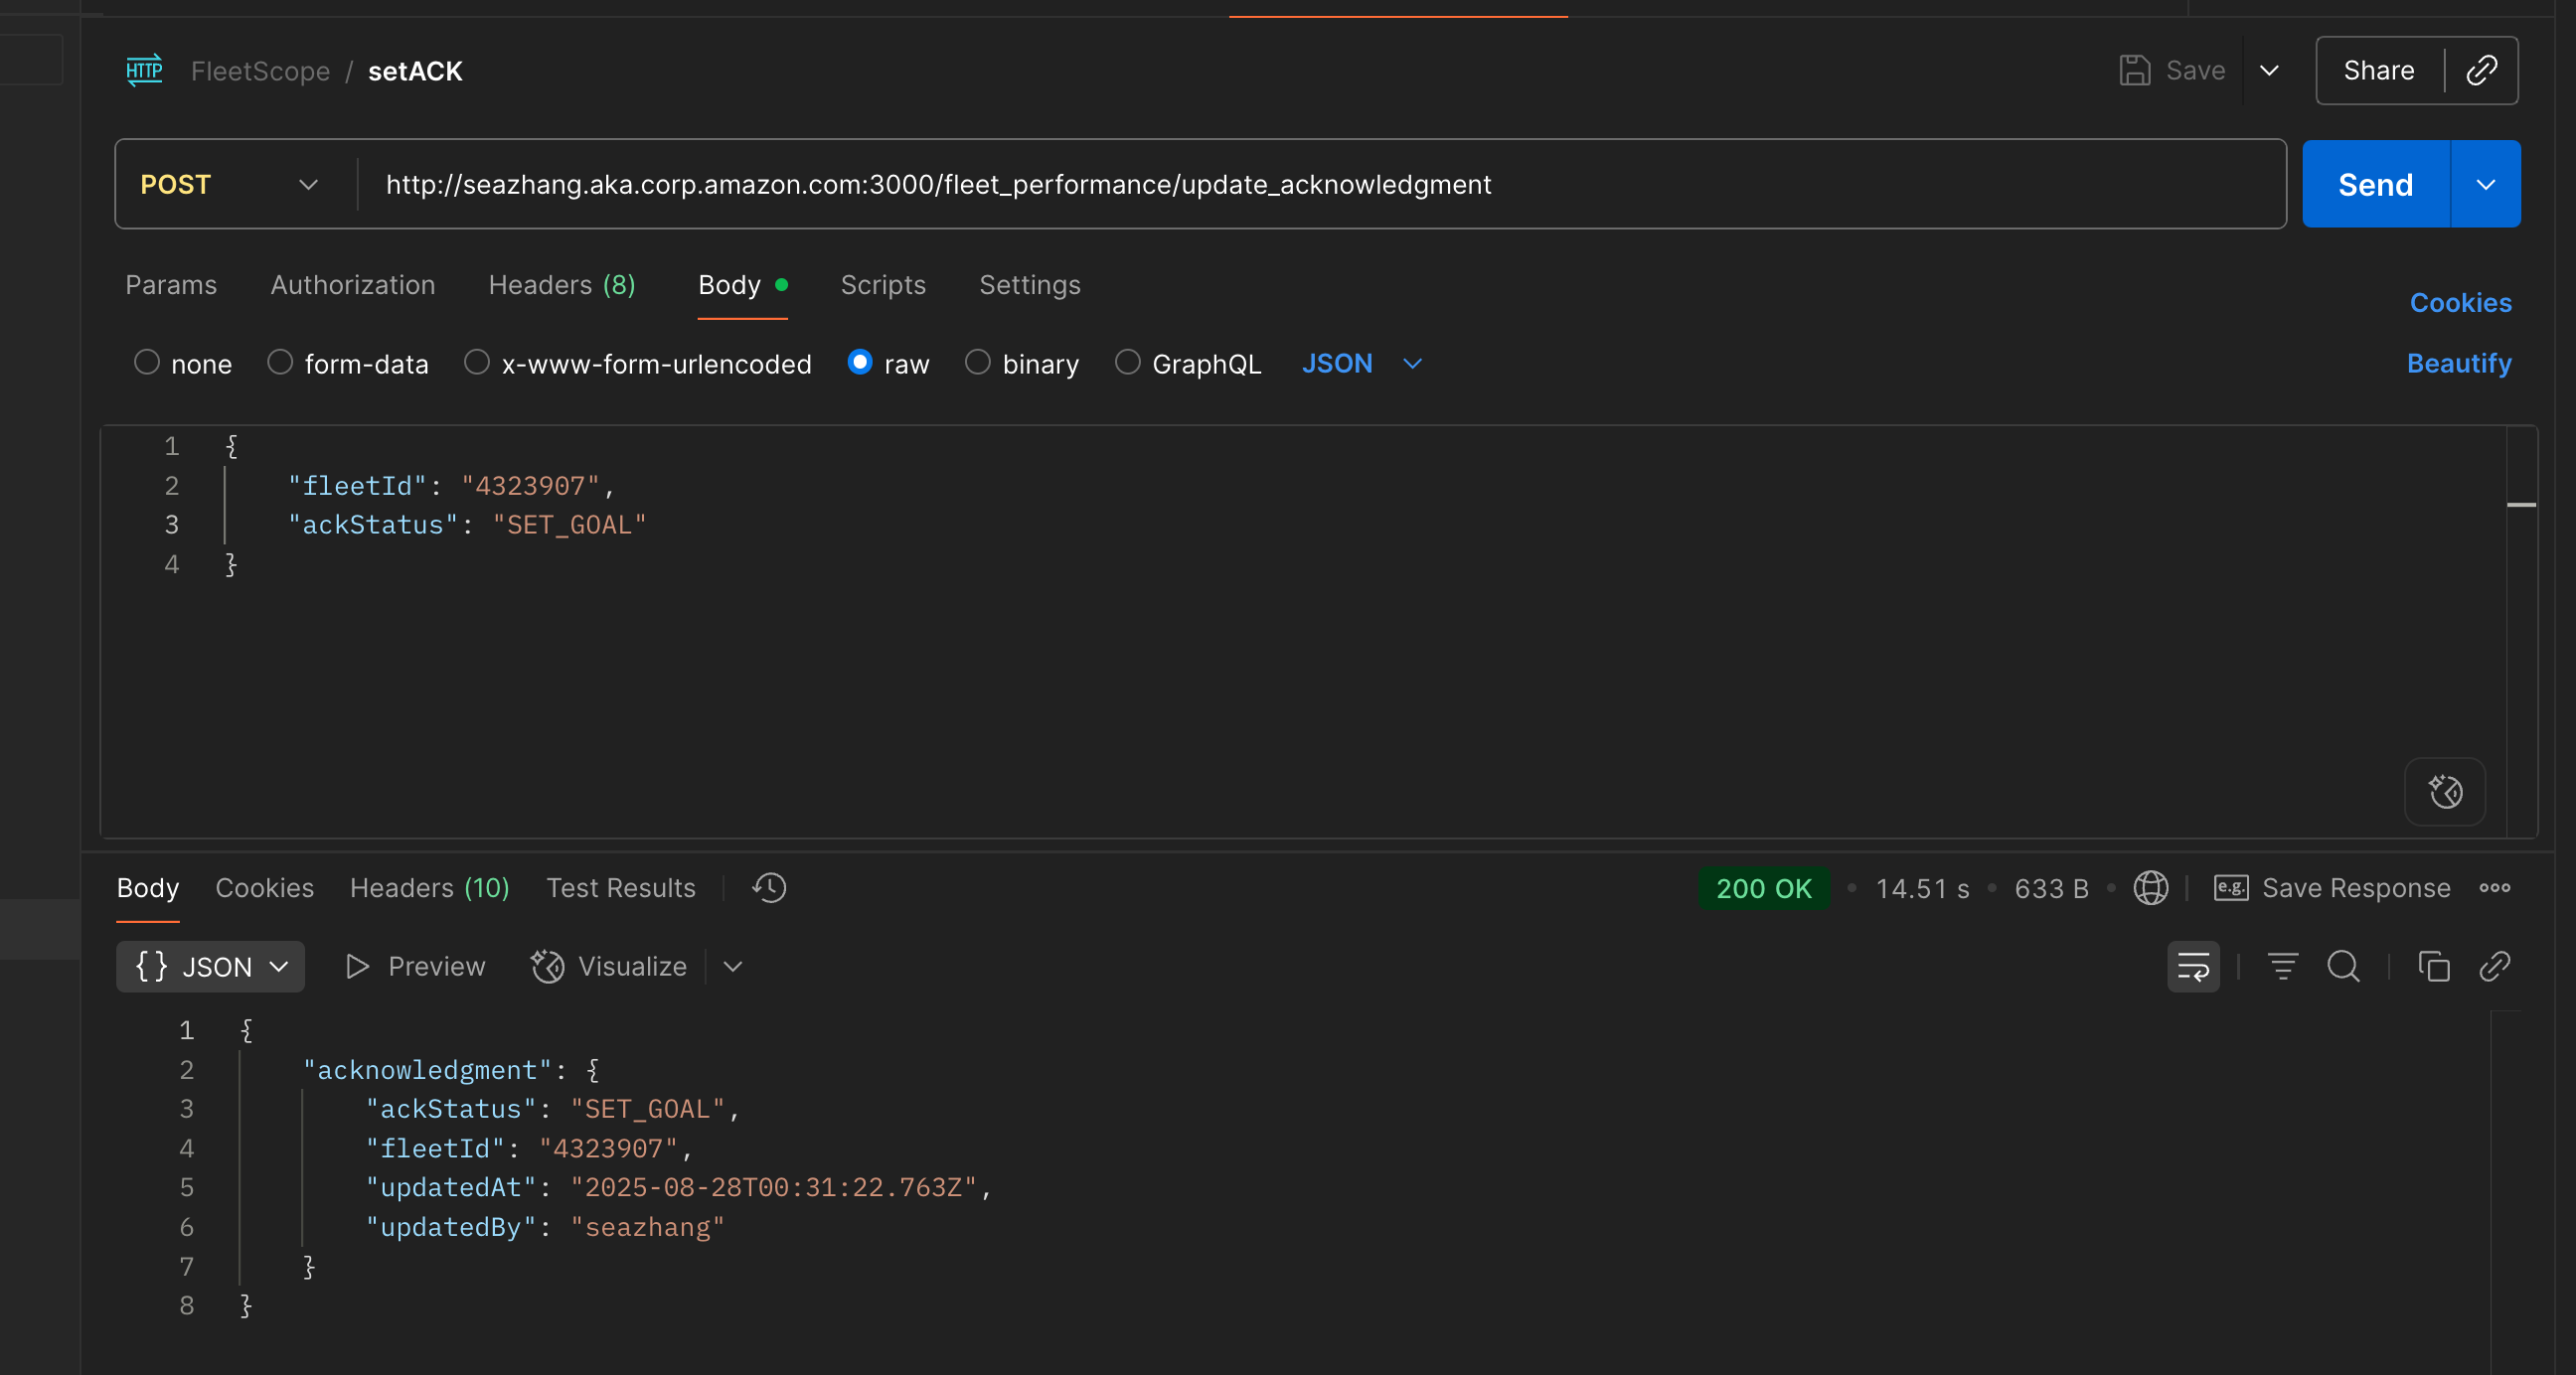 HTTP FleetScope / setACK Save Share
POST http://seazhang.aka.corp.amazon.com:3000/fleet_performance/update_acknowledgment Send
Params Authorization Headers (8) Body Scripts Settings Cookies
none form-data x-www-form-urlencoded raw binary GraphQL JSON Beautify
1 {
2 "fleetId": "4323907",
3 "ackStatus": "SET_GOAL"
4 }
Body Cookies Headers (10) Test Results 200 OK • 14.51 s • 633 B • e.g. Save Response
{} JSON Preview Visualize
1 {
2 "acknowledgment": {
3 "ackStatus": "SET_GOAL",
4 "fleetId": "4323907",
5 "updatedAt": "2025-08-28T00:31:22.763Z",
6 "updatedBy": "seazhang"
7 }
8 }